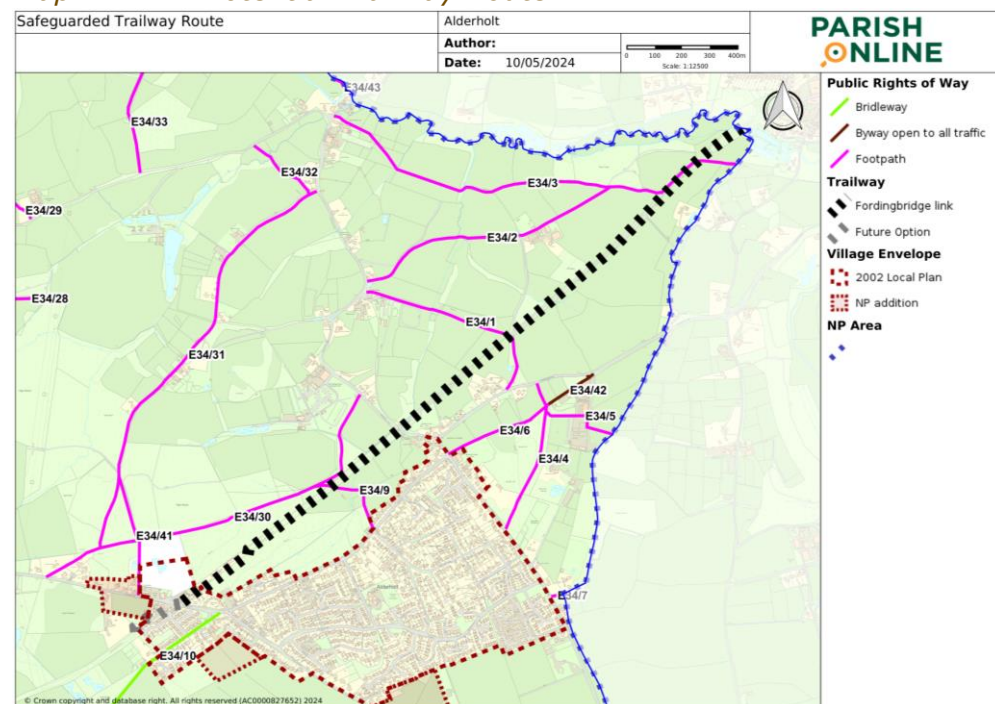 Safeguarded Trailway Route
Alderholt
Author:
Date: 10/05/2024
0 100 200 300 400m
Scale: 1:12500
PARISH
ONLINE
Public Rights of Way
Bridleway
Byway open to all traffic
Footpath
Trailway
Fordingbridge link
Future Option
Village Envelope
2002 Local Plan
NP addition
NP Area
E34/43
E34/33
E34/32
E34/3
E34/29
E34/2
E34/28
E34/1
E34/31
E34/42
E34/5
E34/6
E34/4
E34/9
E34/30
E34/41
Alderholt
E34/7
E34/10
© Crown copyright and database right. All rights reserved (AC0000827652) 2024